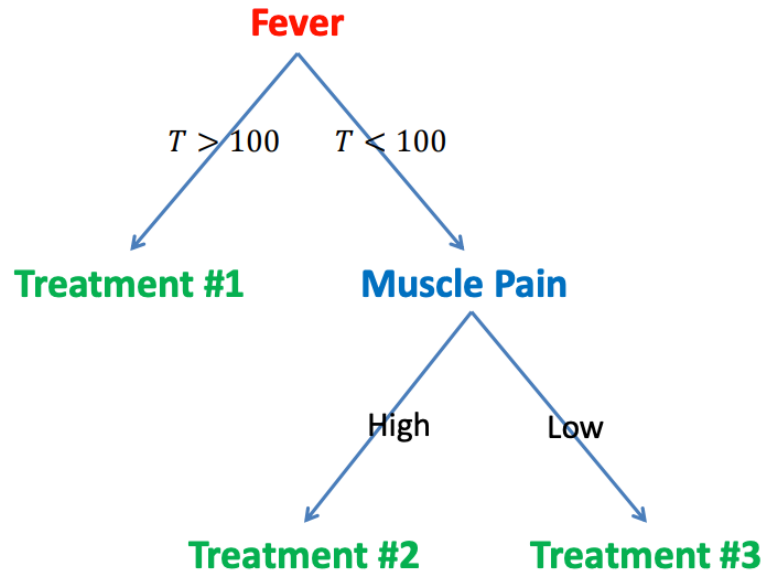 Fever
T > 100 T < 100
Treatment #1 Muscle Pain
High Low
Treatment #2 Treatment #3